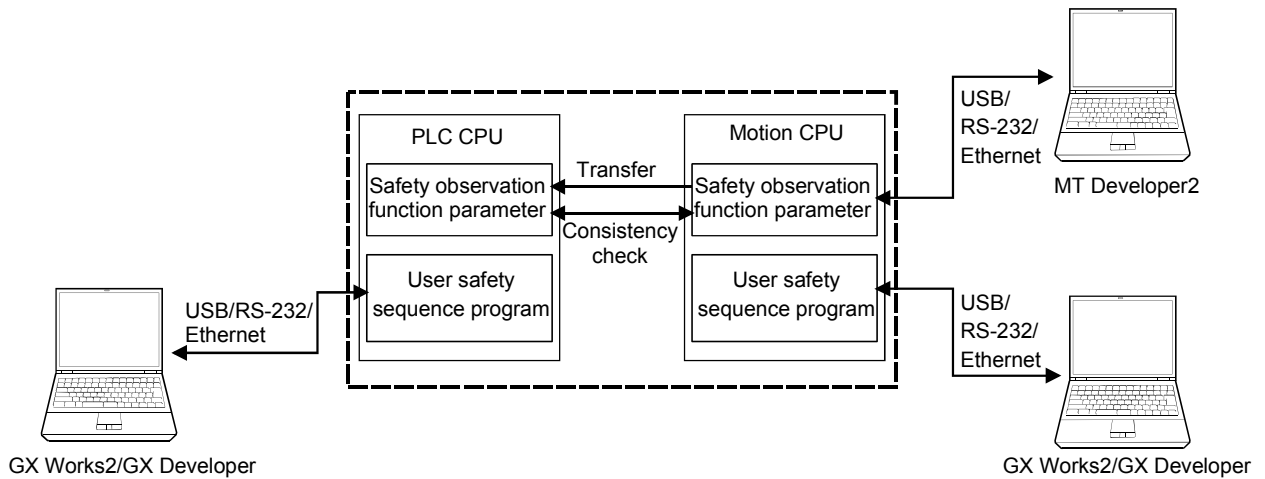 PLC CPU
Safety observation
function parameter
User safety
sequence program
Transfer
Consistency
check
Motion CPU
Safety observation
function parameter
User safety
sequence program
USB/RS-232/
Ethernet
GX Works2/GX Developer
USB/
RS-232/
Ethernet
MT Developer2
USB/
RS-232/
Ethernet
GX Works2/GX Developer